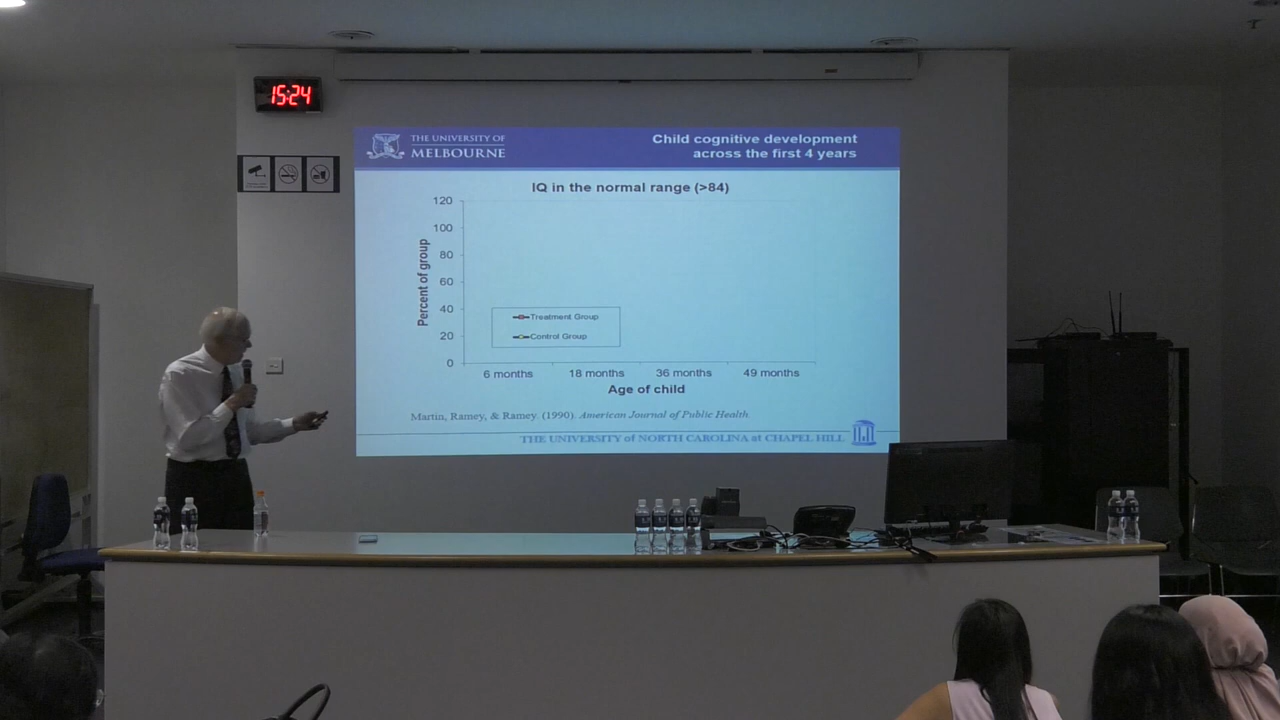 15:24
THE UNIVERSITY OF
MELBOURNE
Child cognitive development
across the first 4 years
IQ in the normal range (>84)
120
100
80
60
40
20
0
Percent of group
Treatment Group
Control Group
6 months 18 months 36 months 49 months
Age of child
Martin, Ramey, & Ramey. (1990). American Journal of Public Health.
THE UNIVERSITY of NORTH CAROLINA at CHAPEL HILL